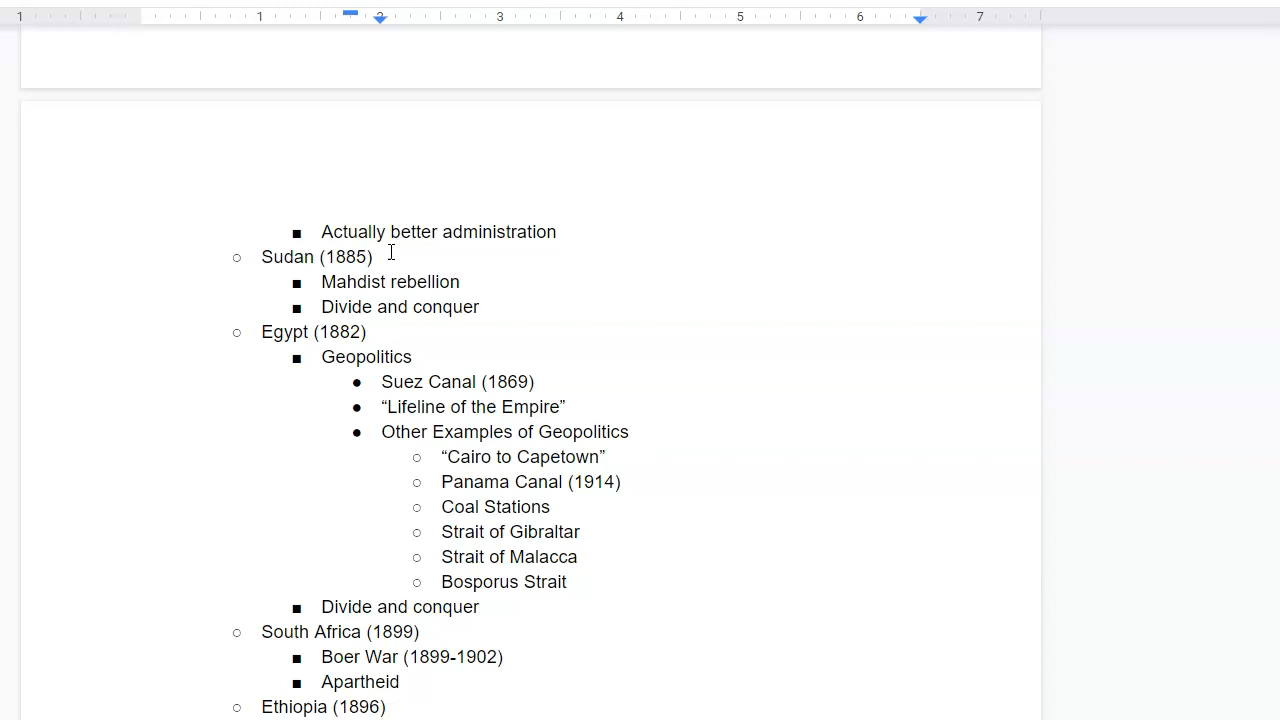 1 1 2 3 4 5 6 7
■ Actually better administration
○ Sudan (1885)
■ Mahdist rebellion
■ Divide and conquer
○ Egypt (1882)
■ Geopolitics
● Suez Canal (1869)
● “Lifeline of the Empire”
● Other Examples of Geopolitics
○ “Cairo to Capetown”
○ Panama Canal (1914)
○ Coal Stations
○ Strait of Gibraltar
○ Strait of Malacca
○ Bosporus Strait
■ Divide and conquer
○ South Africa (1899)
■ Boer War (1899-1902)
■ Apartheid
○ Ethiopia (1896)